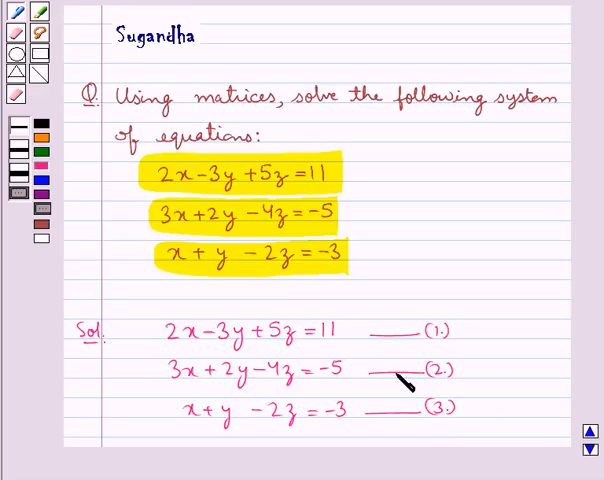 Sugandha
Q. Using matrices, solve the following system
of equations:
2x-3y+5z=11
3x+2y-4z=-5
x+y-2z=-3
Sol. 2x-3y+5z=11 (1.)
3x+2y-4z=-5 (2.)
x+y-2z=-3 (3.)